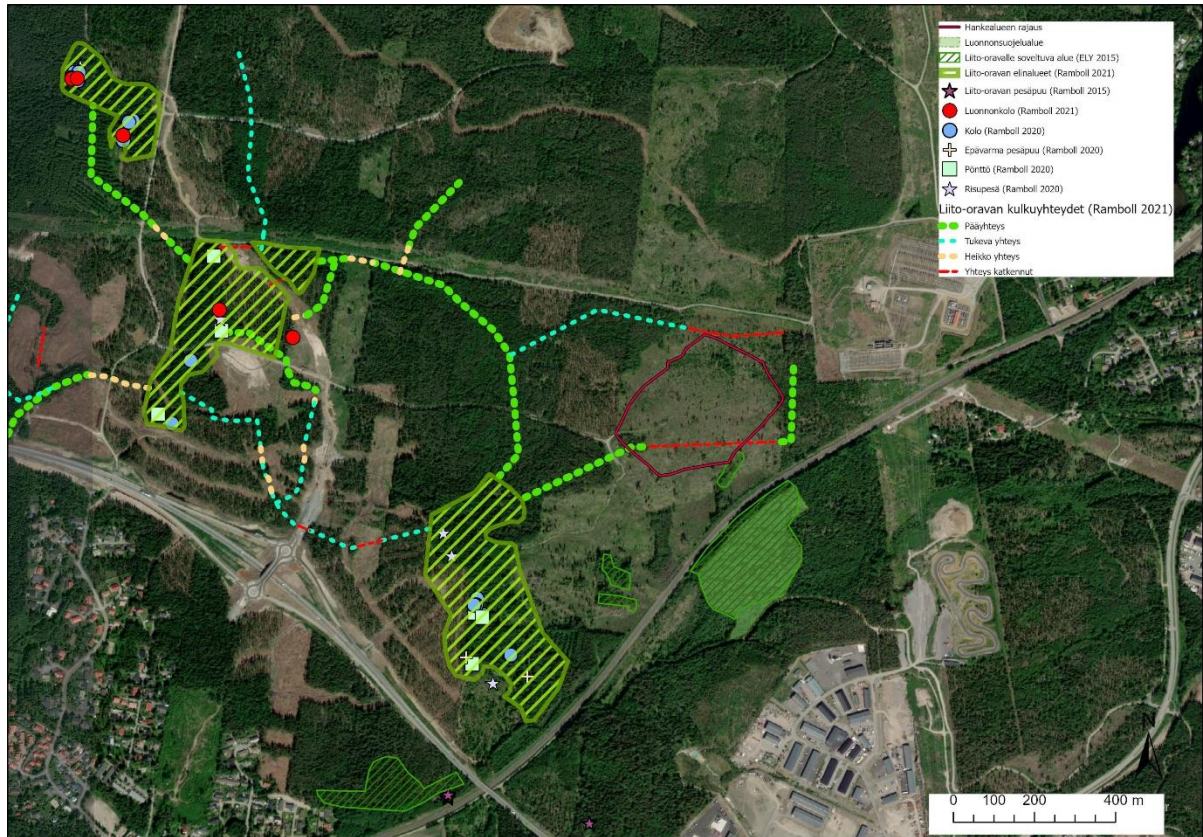 Hankealueen rajaus
Luonnonsuojelualue
Liito-oravalle soveltuva alue (ELY 2015)
Liito-oravan elinalueet (Ramboll 2021)
Liito-oravan pesäpuu (Ramboll 2015)
Luonnonkolo (Ramboll 2021)
Kolo (Ramboll 2020)
Epävarma pesäpuu (Ramboll 2020)
Pönttö (Ramboll 2020)
Risupesä (Ramboll 2020)
Liito-oravan kulkuyhteydet (Ramboll 2021)
Pääyhteys
Tukeva yhteys
Heikko yhteys
Yhteys katkennut
N
0 100 200 400 m